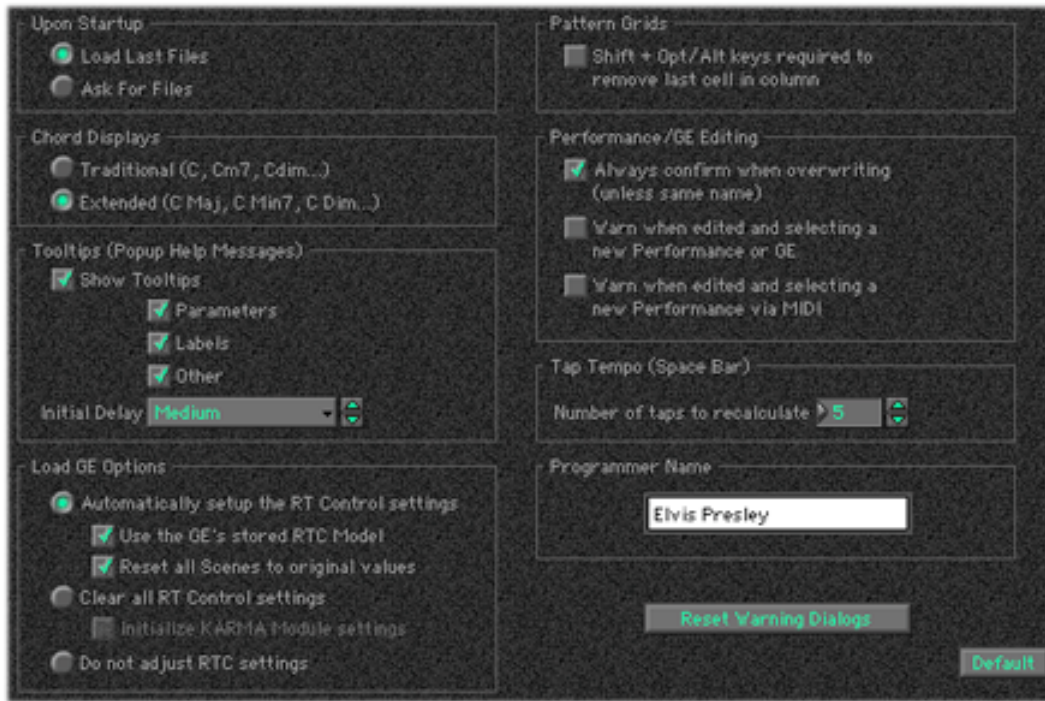 Upon Startup
Load Last Files
Ask For Files
Chord Displays
Traditional (C, Cm7, Cdim...)
Extended (C Maj, C Min7, C Dim...)
Tooltips (Popup Help Messages)
Show Tooltips
Parameters
Labels
Other
Initial Delay Medium
Load GE Options
Automatically setup the RT Control settings
Use the GE's stored RTC Model
Reset all Scenes to original values
Clear all RT Control settings
Initialize KARMA Module settings
Do not adjust RTC settings
Pattern Grids
Shift + Opt/Alt keys required to
remove last cell in column
Performance/GE Editing
Always confirm when overwriting
(unless same name)
Warn when edited and selecting a
new Performance or GE
Warn when edited and selecting a
new Performance via MIDI
Tap Tempo (Space Bar)
Number of taps to recalculate 5
Programmer Name
Elvis Presley
Reset Warning Dialogs
Default